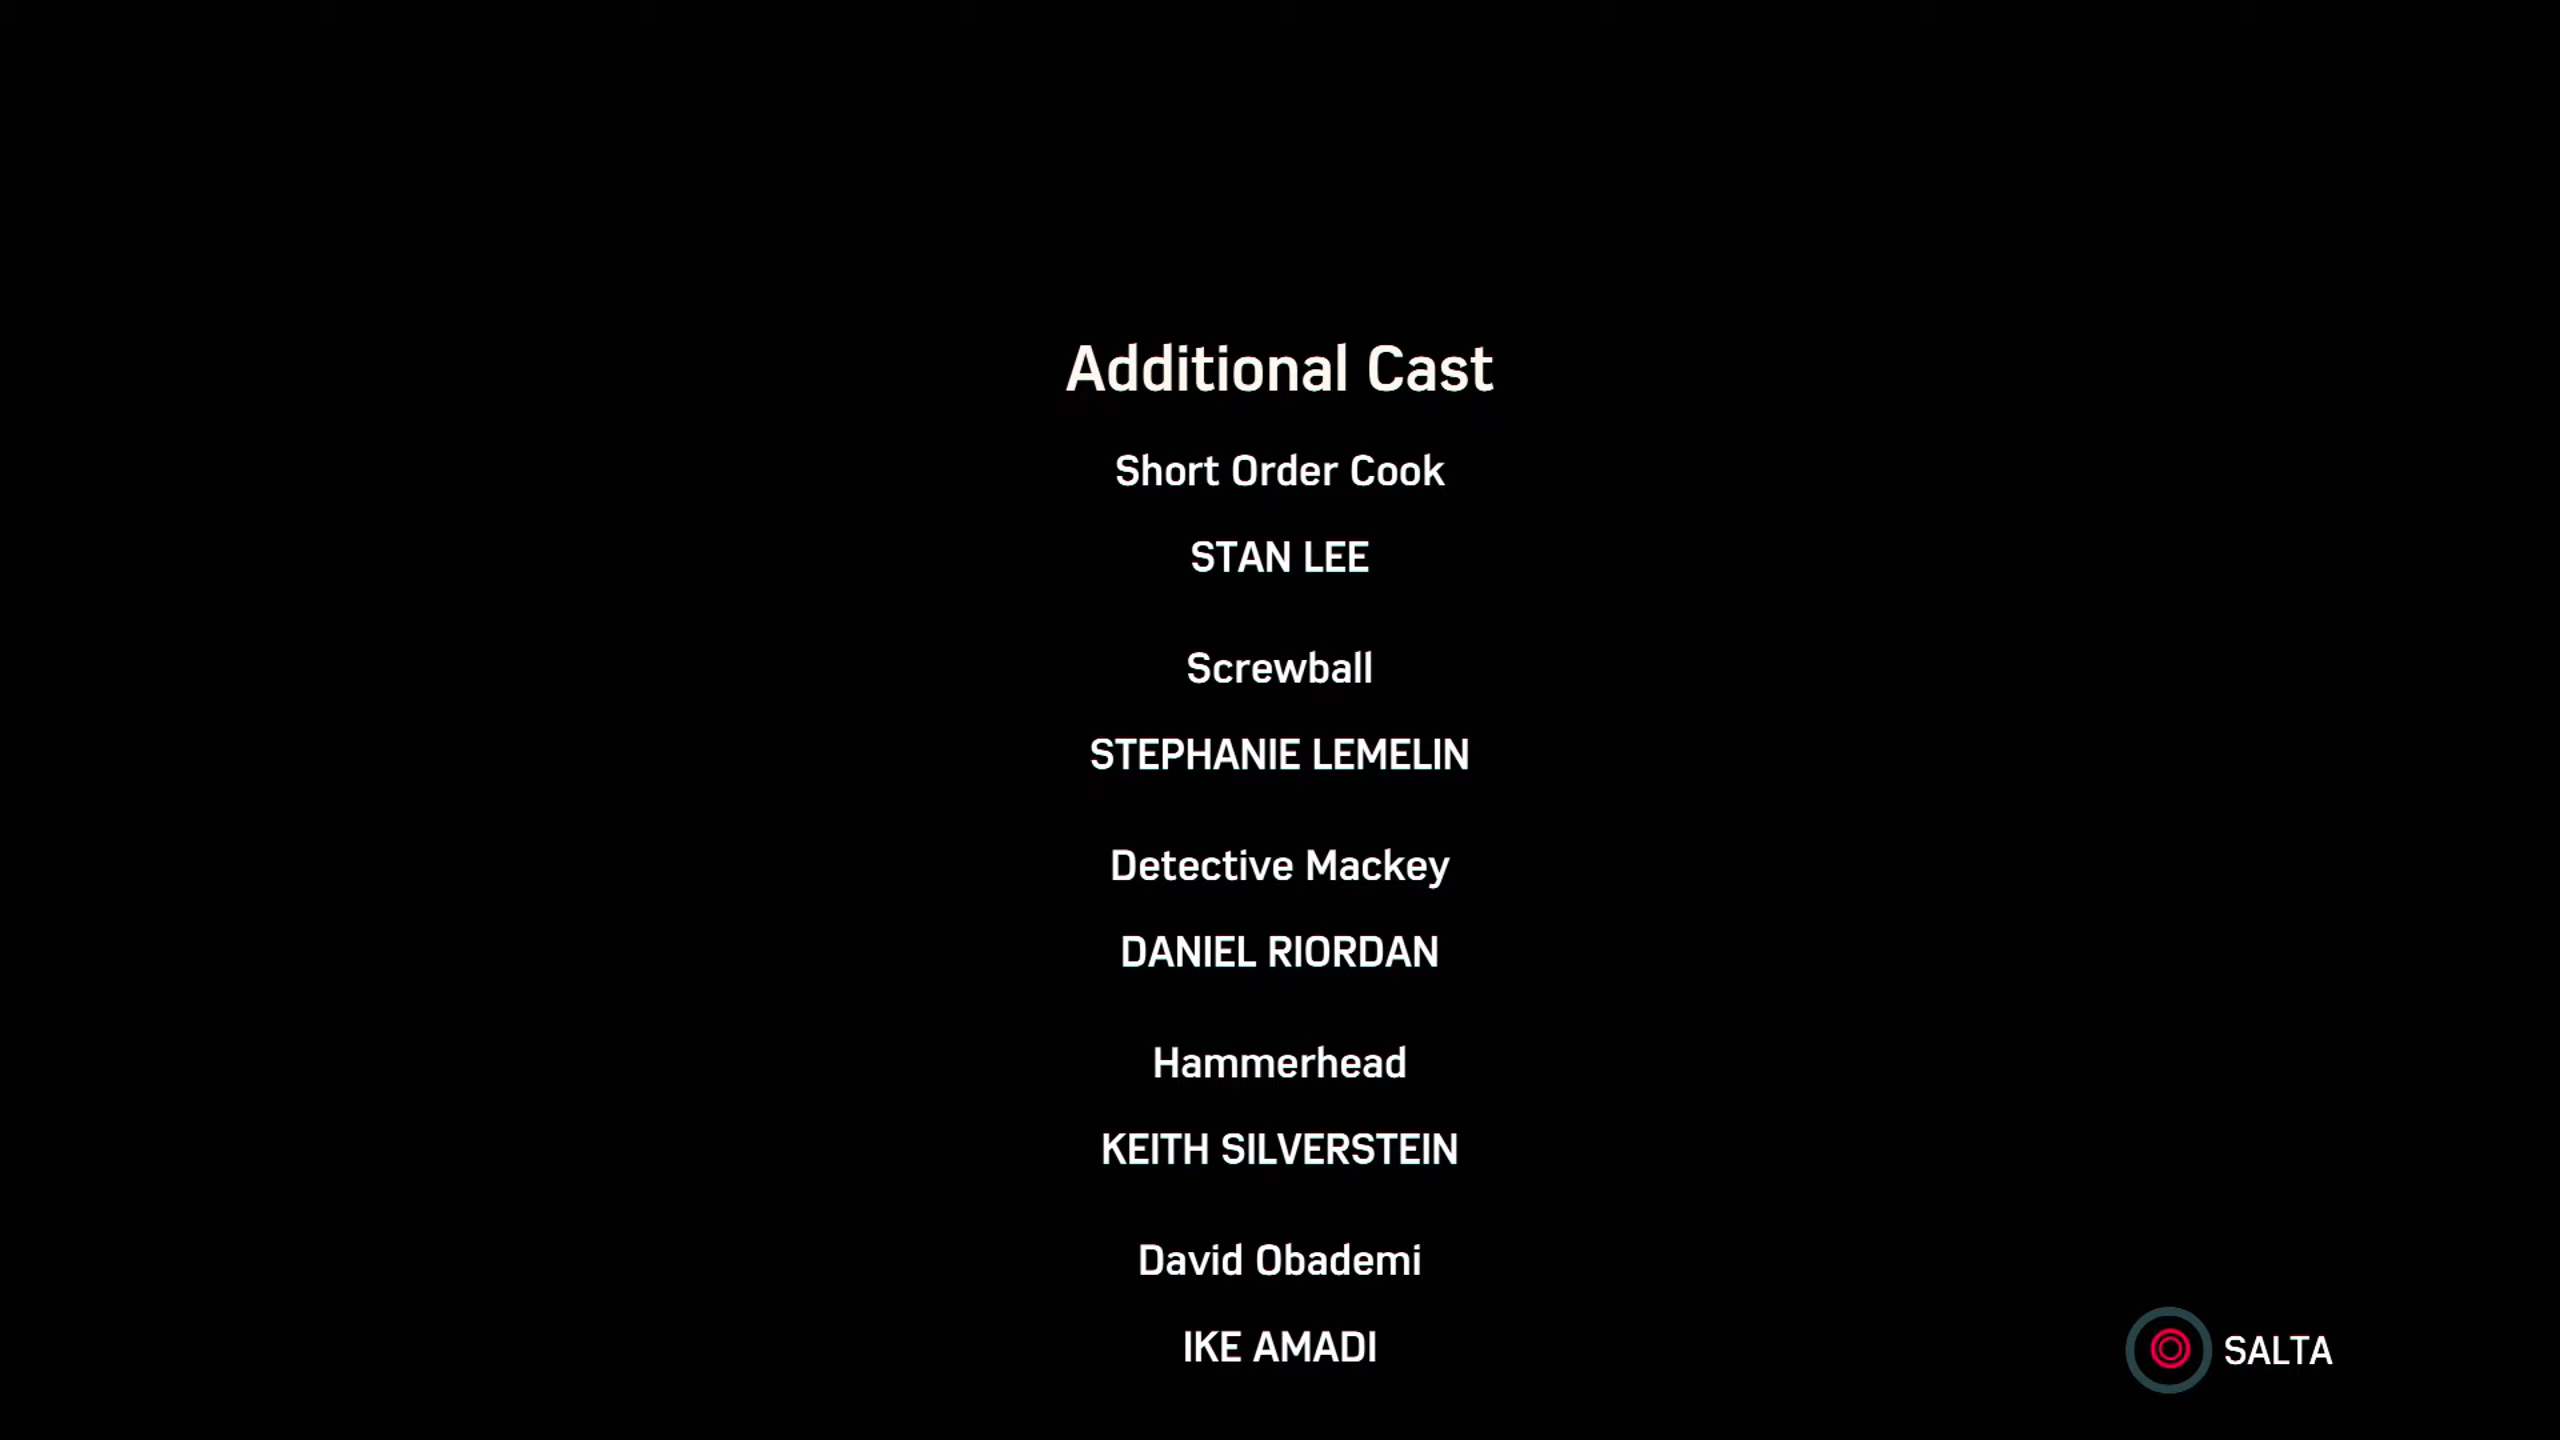 Additional Cast
Short Order Cook
STAN LEE
Screwball
STEPHANIE LEMELIN
Detective Mackey
DANIEL RIORDAN
Hammerhead
KEITH SILVERSTEIN
David Obademi
IKE AMADI
SALTA